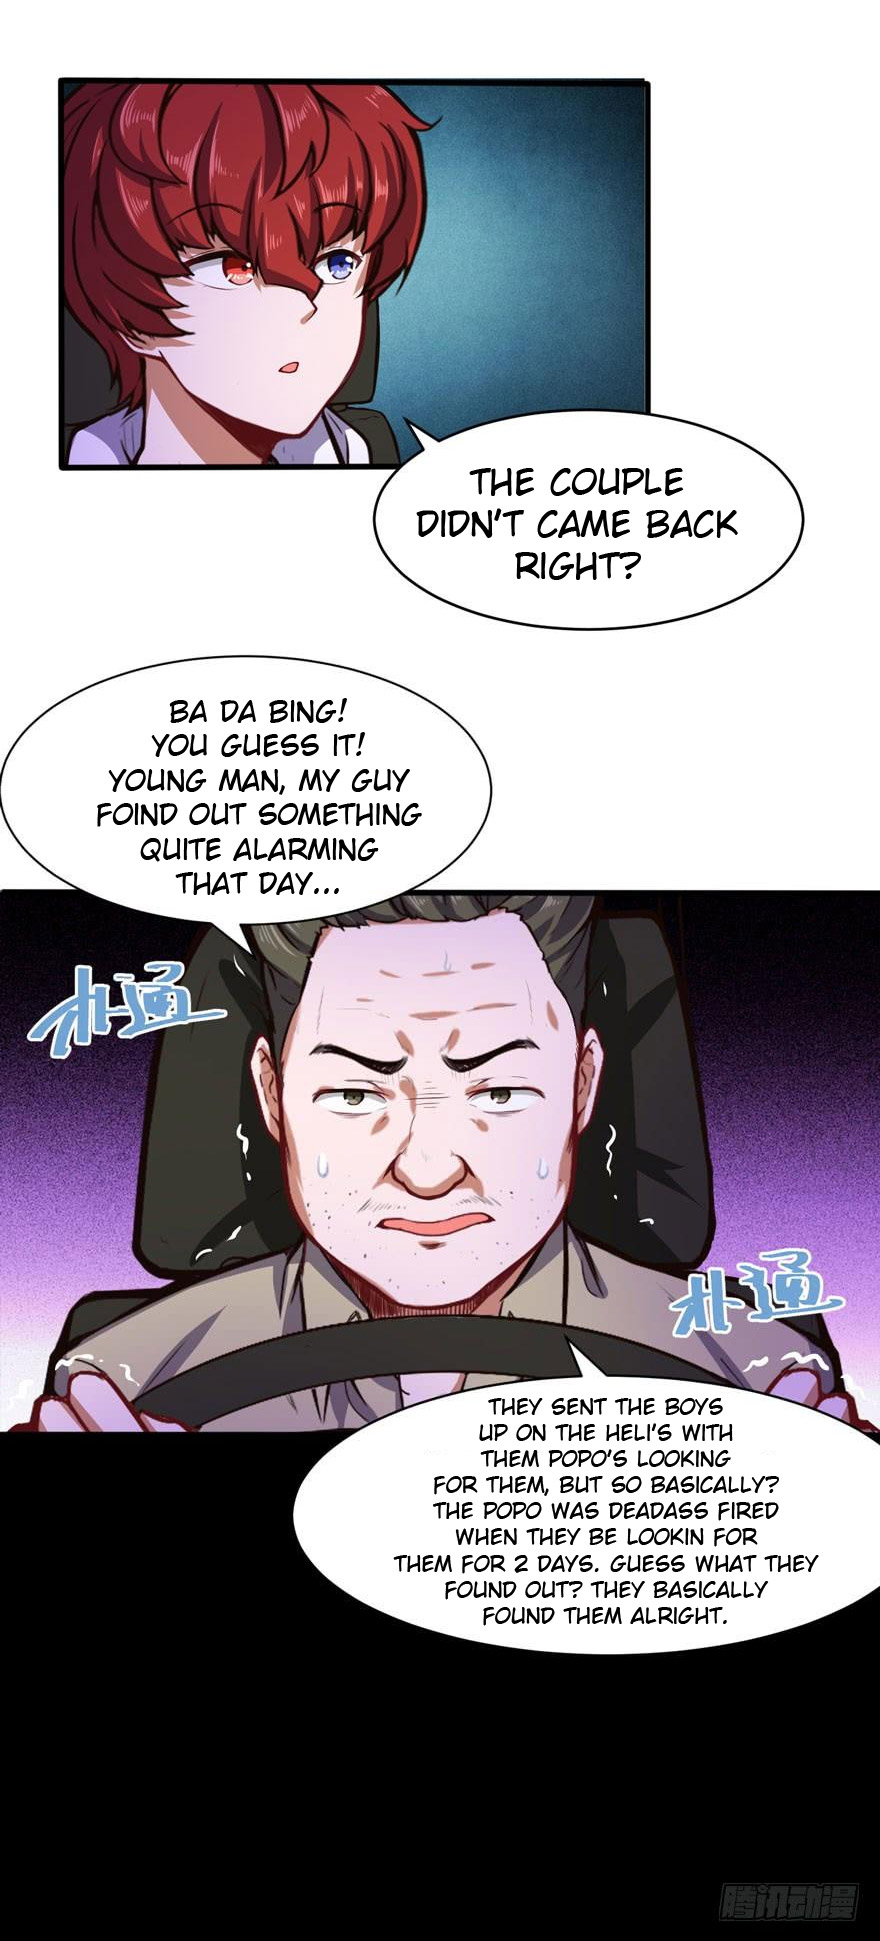 THE COUPLE
DIDN'T CAME BACK
RIGHT?
BA DA BING!
YOU GUESS IT!
YOUNG MAN, MY GUY
FOIND OUT SOMETHING
QUITE ALARMING
THAT DAY...
扑通
扑通
THEY SENT THE BOYS
UP ON THE HELI'S WITH
THEM POPO'S LOOKING
FOR THEM, BUT SO BASICALLY?
THE POPO WAS DEADASS FIRED
WHEN THEY BE LOOKIN FOR
THEM FOR 2 DAYS. GUESS WHAT THEY
FOUND OUT? THEY BASICALLY
FOUND THEM ALRIGHT.
腾讯动漫